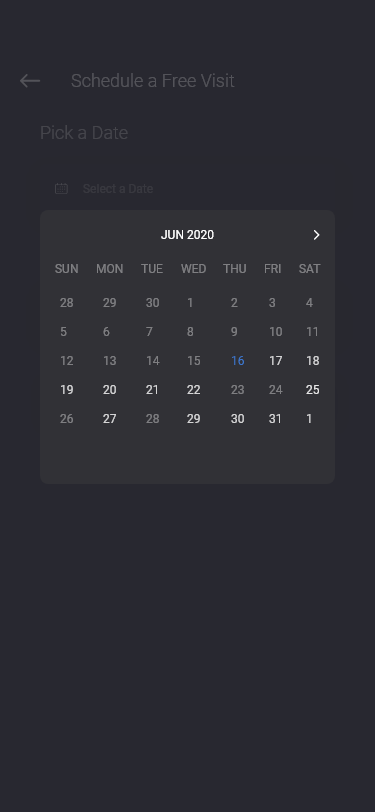 Schedule a Free Visit
Pick a Date
Select a Date
JUN 2020
SUN MON TUE WED THU FRI SAT
28 29 30 1 2 3 4
5 6 7 8 9 10 11
12 13 14 15 16 17 18
19 20 21 22 23 24 25
26 27 28 29 30 31 1